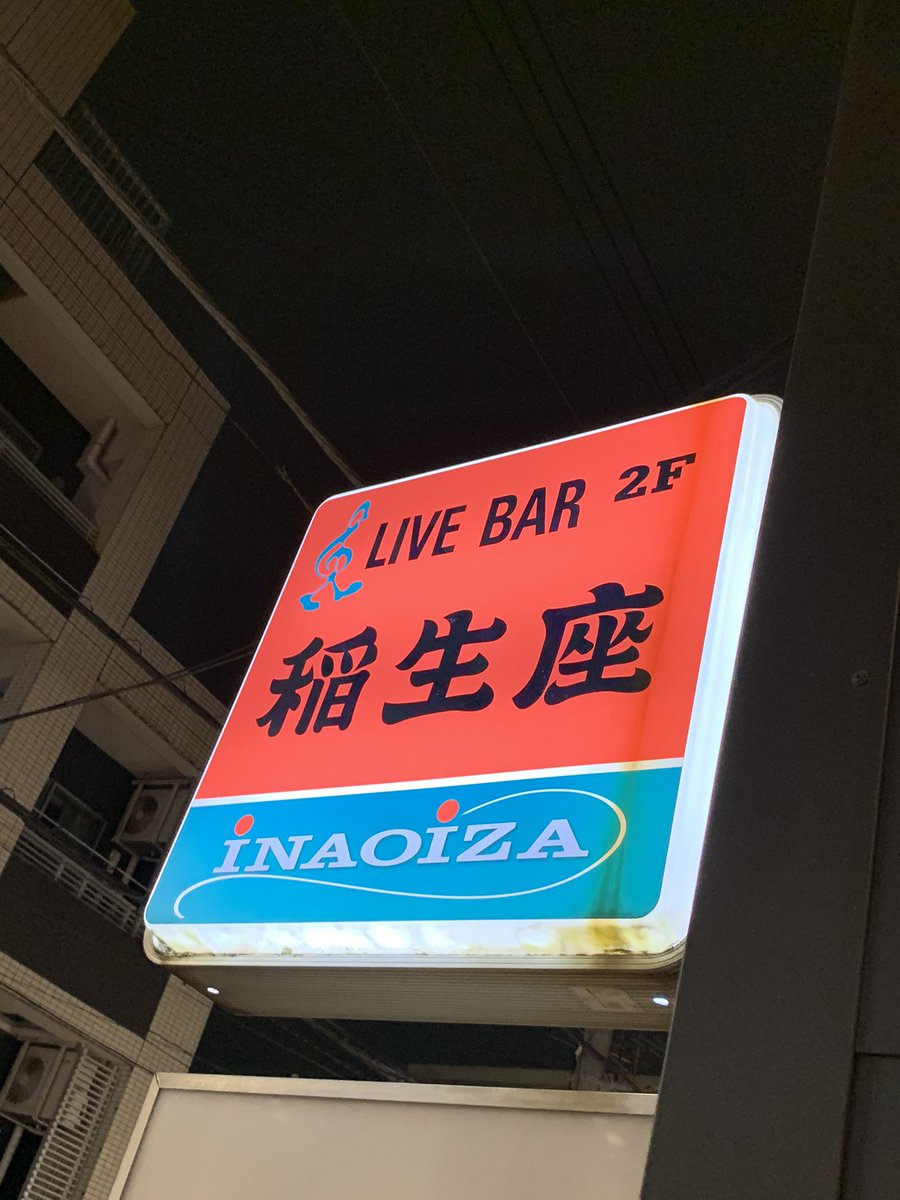 LIVE BAR 2F
稲生座
iNAOiZA